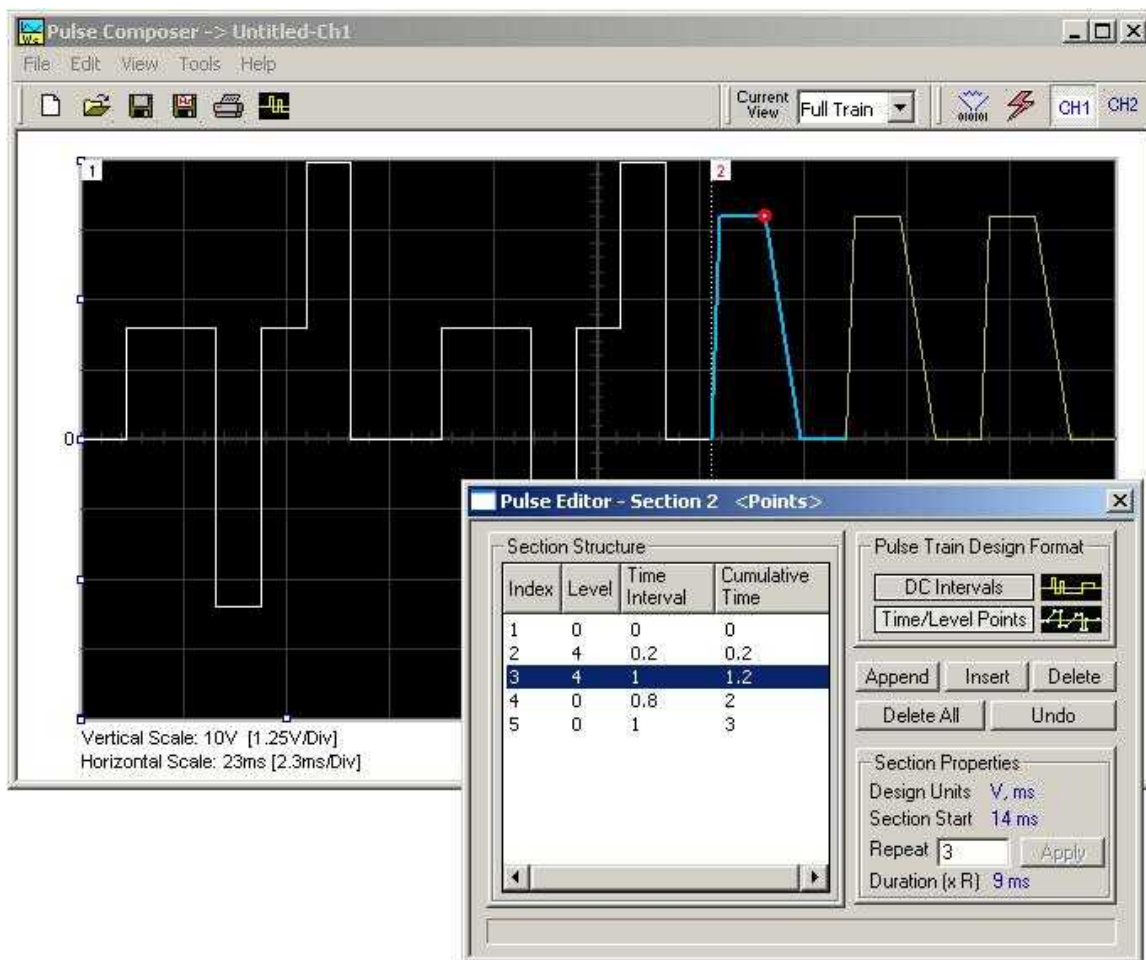 Pulse Composer -> Untitled-Ch1
File Edit View Tools Help
Current View Full Train
010101
CH1 CH2
1
2
0
Vertical Scale: 10V [1.25V/Div]
Horizontal Scale: 23ms [2.3ms/Div]
Pulse Editor - Section 2 <Points>
Section Structure
Index Level Time Interval Cumulative Time
1 0 0 0
2 4 0.2 0.2
3 4 1 1.2
4 0 0.8 2
5 0 1 3
Pulse Train Design Format
DC Intervals
Time/Level Points
Append Insert Delete
Delete All Undo
Section Properties
Design Units V, ms
Section Start 14 ms
Repeat 3 Apply
Duration (x R) 9 ms